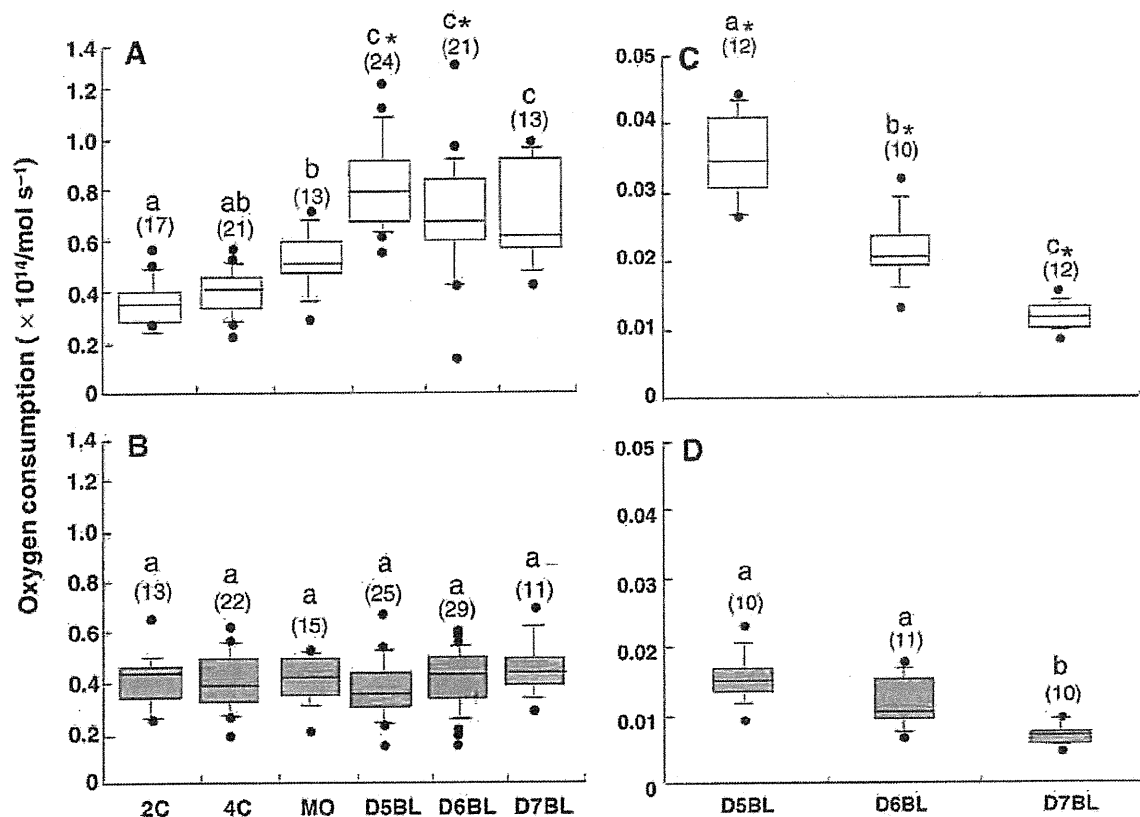 Oxygen consumption ( × 10¹⁴/mol s⁻¹)
A
1.4
1.2
1.0
0.8
0.6
0.4
0.2
0
a
(17)
ab
(21)
b
(13)
c*
(24)
c*
(21)
c
(13)
C
0.05
0.04
0.03
0.02
0.01
0
a*
(12)
b*
(10)
c*
(12)
B
1.4
1.2
1.0
0.8
0.6
0.4
0.2
0
a
(13)
a
(22)
a
(15)
a
(25)
a
(29)
a
(11)
2C 4C MO D5BL D6BL D7BL
D
0.05
0.04
0.03
0.02
0.01
0
a
(10)
a
(11)
b
(10)
D5BL D6BL D7BL